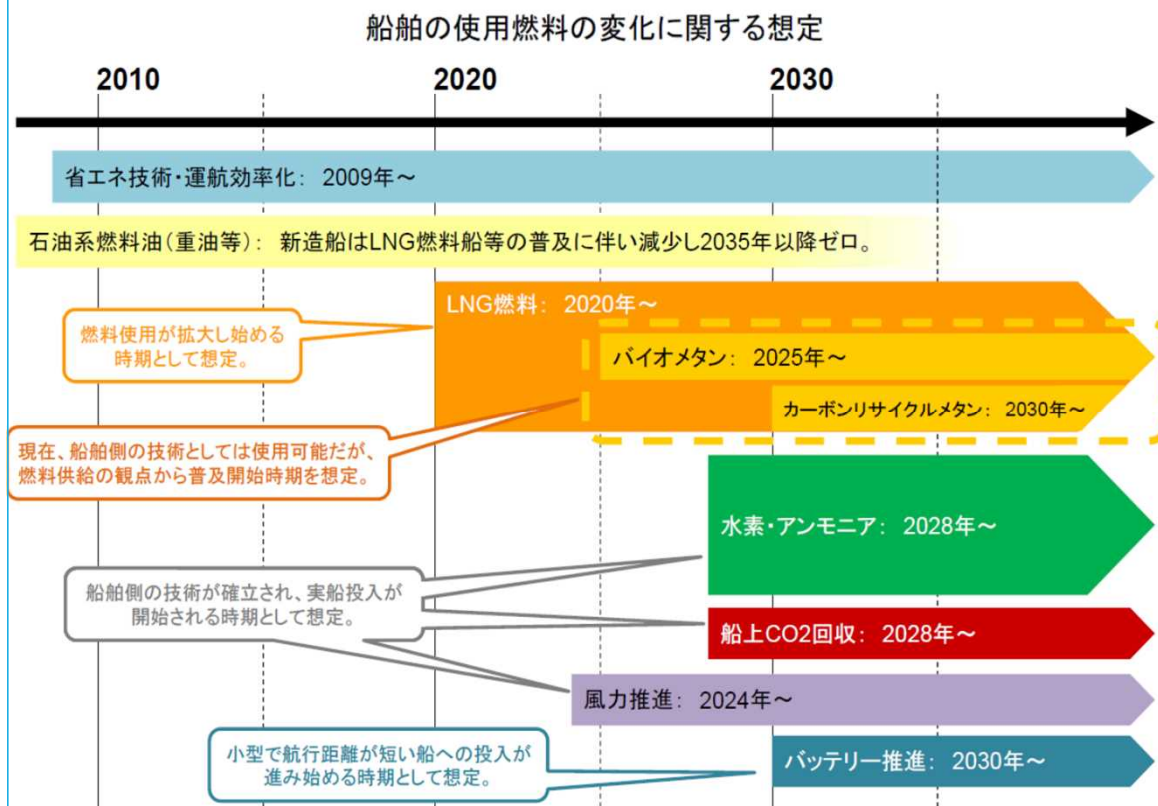 船舶の使用燃料の変化に関する想定
2010
2020
2030
省エネ技術・運航効率化： 2009年～
石油系燃料油（重油等）： 新造船はLNG燃料船等の普及に伴い減少し2035年以降ゼロ。
LNG燃料： 2020年～
燃料使用が拡大し始める
時期として想定。
バイオメタン： 2025年～
カーボンリサイクルメタン： 2030年～
現在、船舶側の技術としては使用可能だが、
燃料供給の観点から普及開始時期を想定。
水素・アンモニア： 2028年～
船舶側の技術が確立され、実船投入が
開始される時期として想定。
船上CO2回収： 2028年～
風力推進： 2024年～
小型で航行距離が短い船への投入が
進み始める時期として想定。
バッテリー推進： 2030年～